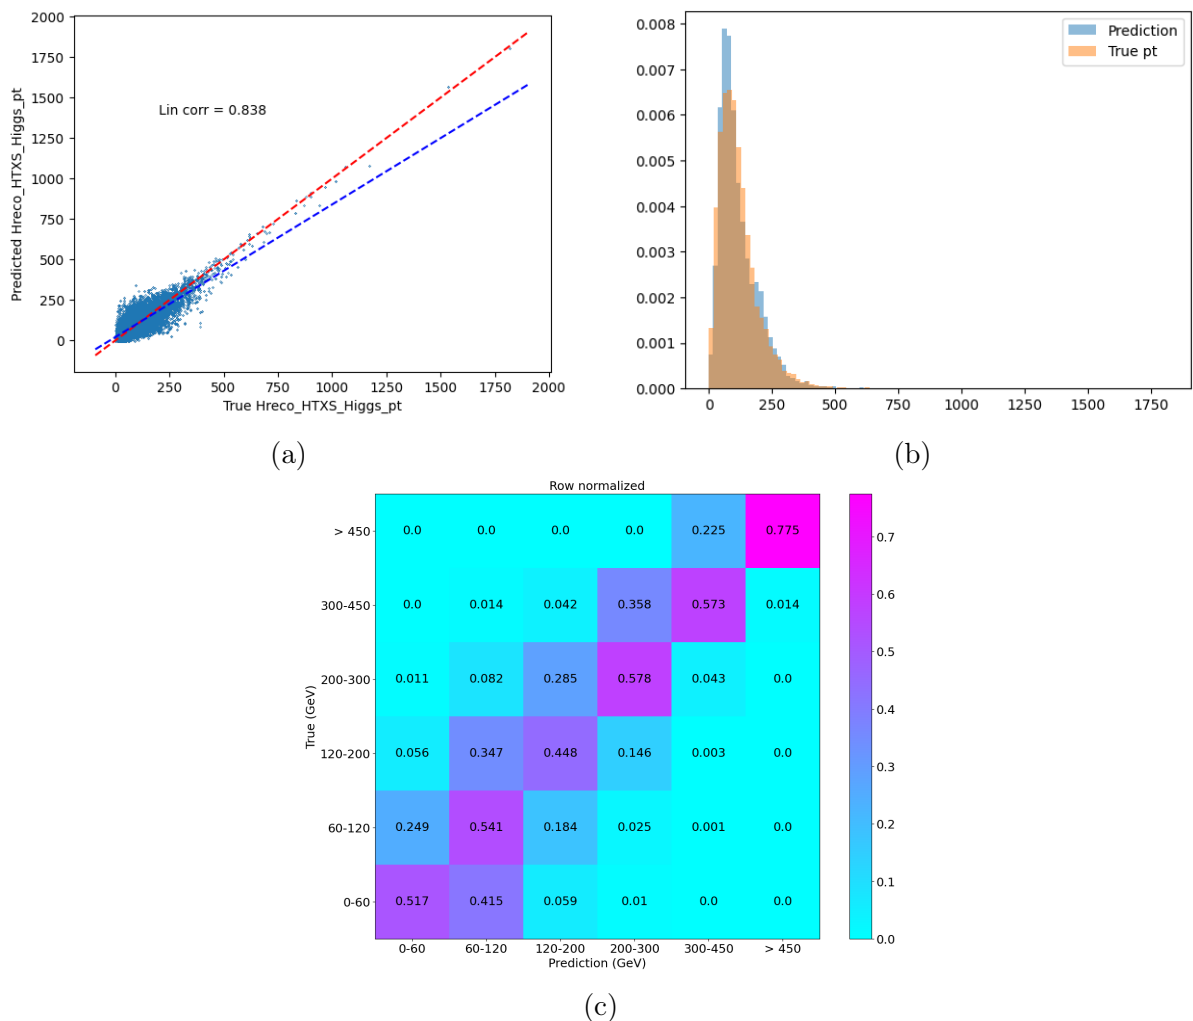 2000
1750
1500
1250
1000
750
500
250
0
Predicted Hreco_HTXS_Higgs_pt
Lin corr = 0.838
0 250 500 750 1000 1250 1500 1750 2000
True Hreco_HTXS_Higgs_pt
(a)
0.008
0.007
0.006
0.005
0.004
0.003
0.002
0.001
0.000
Prediction
True pt
0 250 500 750 1000 1250 1500 1750
(b)
Row normalized
True (GeV)
> 450 0.0 0.0 0.0 0.0 0.225 0.775
300-450 0.0 0.014 0.042 0.358 0.573 0.014
200-300 0.011 0.082 0.285 0.578 0.043 0.0
120-200 0.056 0.347 0.448 0.146 0.003 0.0
60-120 0.249 0.541 0.184 0.025 0.001 0.0
0-60 0.517 0.415 0.059 0.01 0.0 0.0
0-60 60-120 120-200 200-300 300-450 > 450
Prediction (GeV)
0.7
0.6
0.5
0.4
0.3
0.2
0.1
0.0
(c)